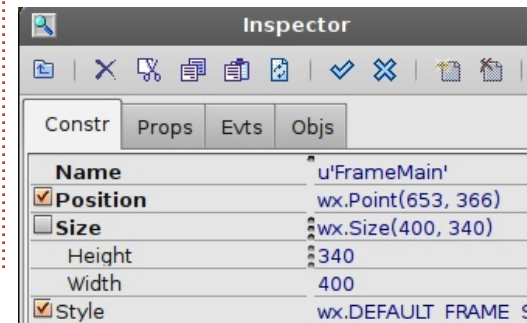 Inspector
Constr Props Evts Objs
Name u'FrameMain'
Position wx.Point(653, 366)
Size wx.Size(400, 340)
Height 340
Width 400
Style wx.DEFAULT_FRAME_S